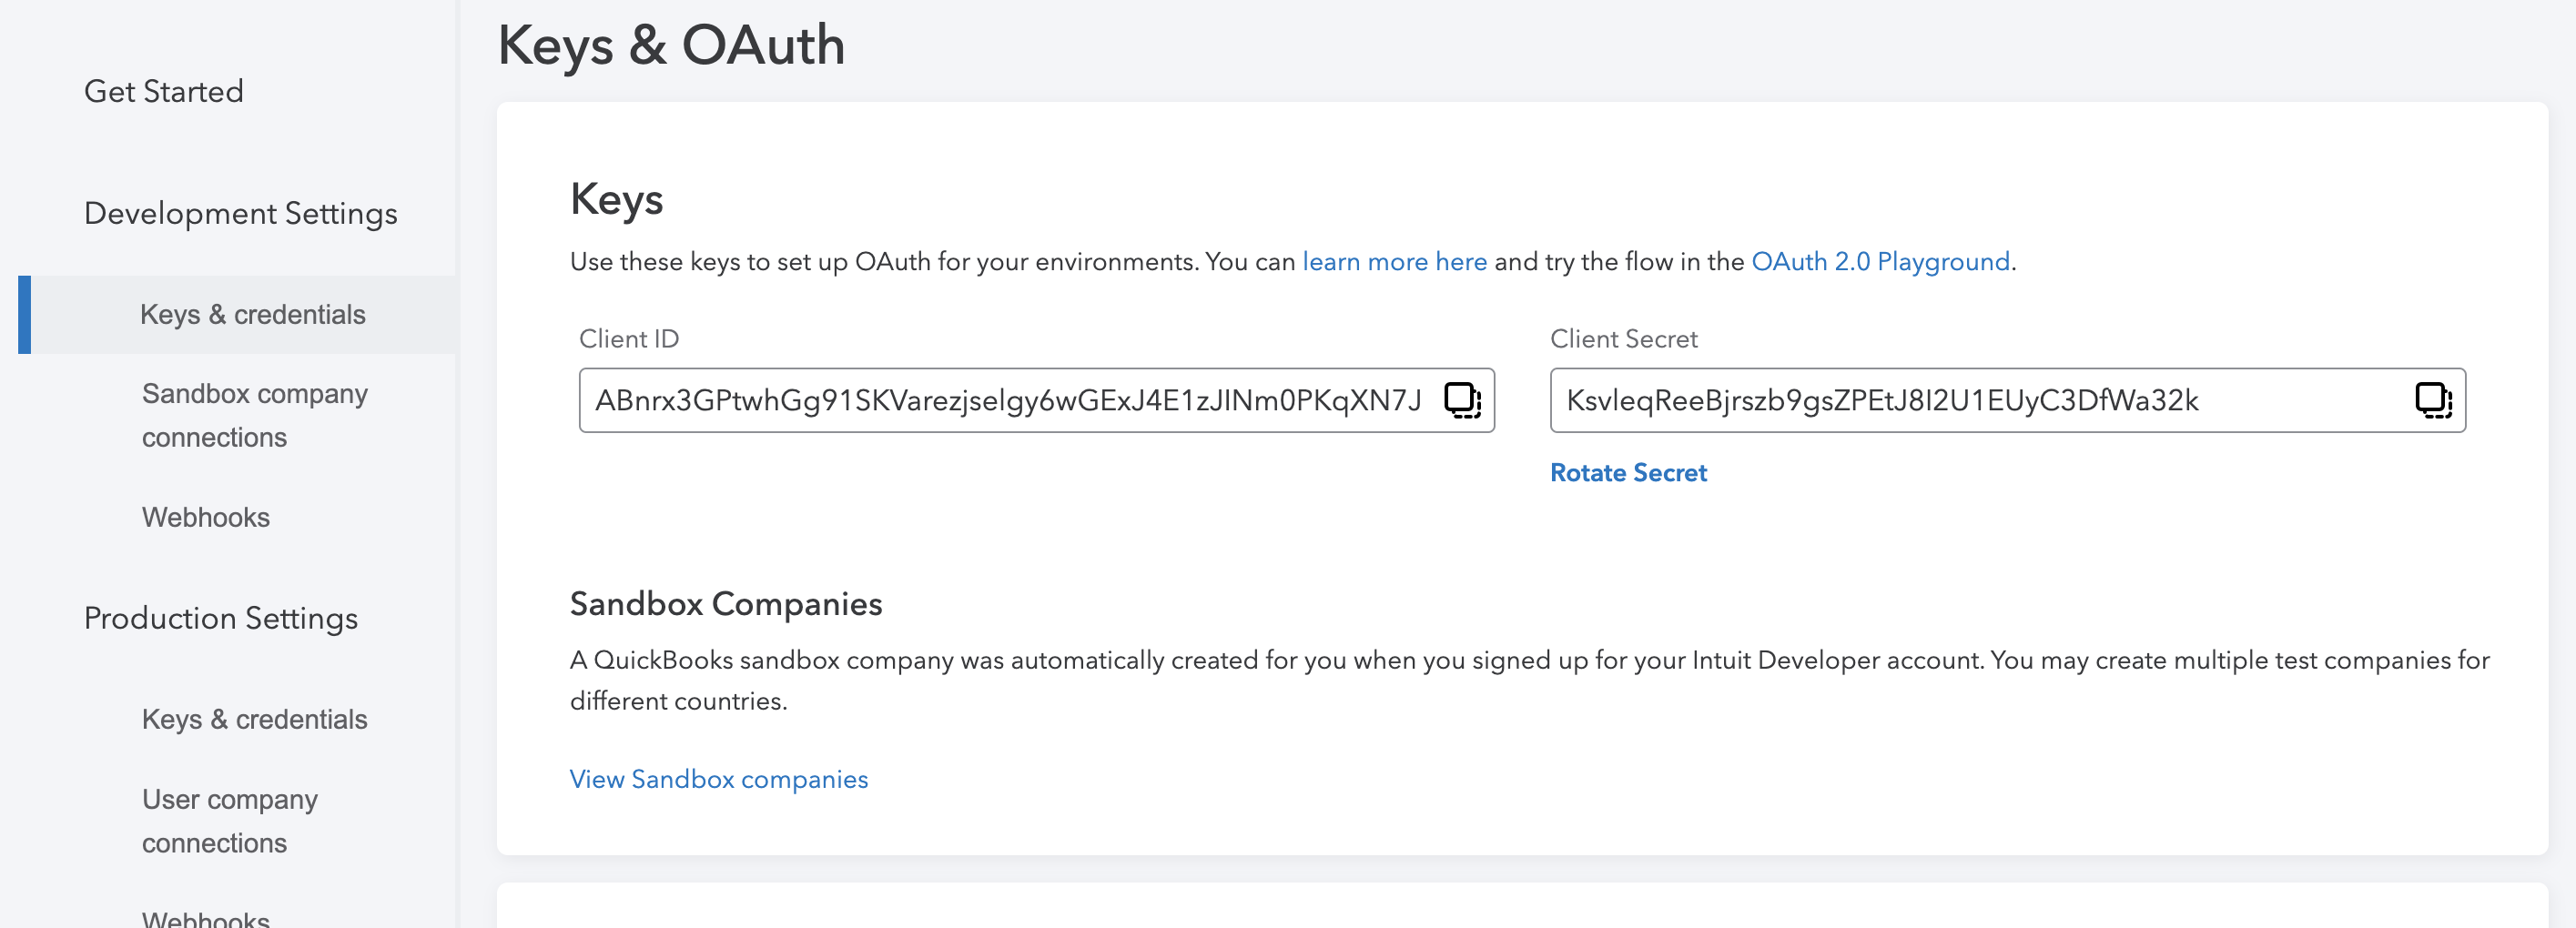 Get Started
Development Settings
Keys & credentials
Sandbox company
connections
Webhooks
Production Settings
Keys & credentials
User company
connections
Webhooks
Keys & OAuth
Keys
Use these keys to set up OAuth for your environments. You can learn more here and try the flow in the OAuth 2.0 Playground.
Client ID
ABnrx3GPtwhGg91SKVarezjselgy6wGExJ4E1zJINm0PKqXN7J
Client Secret
KsvleqReeBjrszb9gsZPEtJ8I2U1EUyC3DfWa32k
Rotate Secret
Sandbox Companies
A QuickBooks sandbox company was automatically created for you when you signed up for your Intuit Developer account. You may create multiple test companies for
different countries.
View Sandbox companies